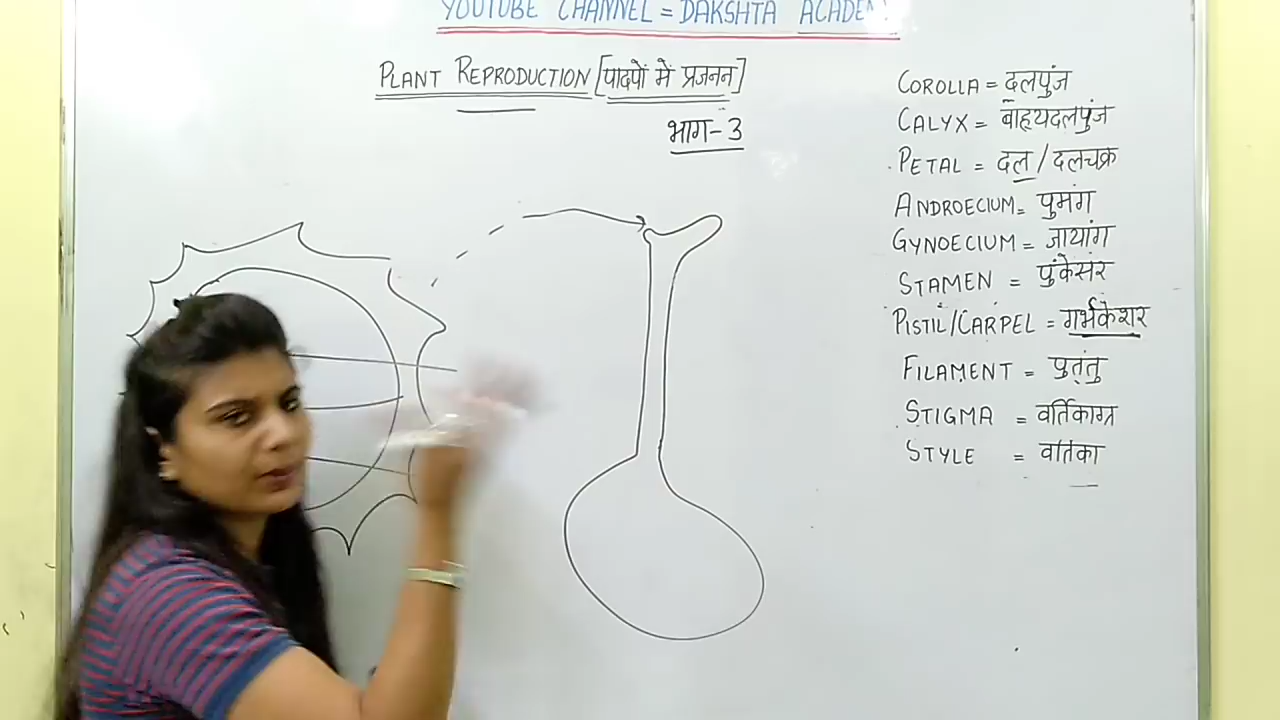 YOUTUBE CHANNEL = DAKSHTA
PLANT REPRODUCTION [पादपों में प्रजनन]
भाग-3
COROLLA = दलपुंज
CALYX = बाह्यदलपुंज
PETAL = दल/दलचक्र
ANDROECIUM = पुमंग
GYNOECIUM = जायांग
STAMEN = पुंकेसर
PISTIL/CARPEL = गर्भकेशर
FILAMENT = पुतंतु
STIGMA = वर्तिकाग्र
STYLE = वर्तिका